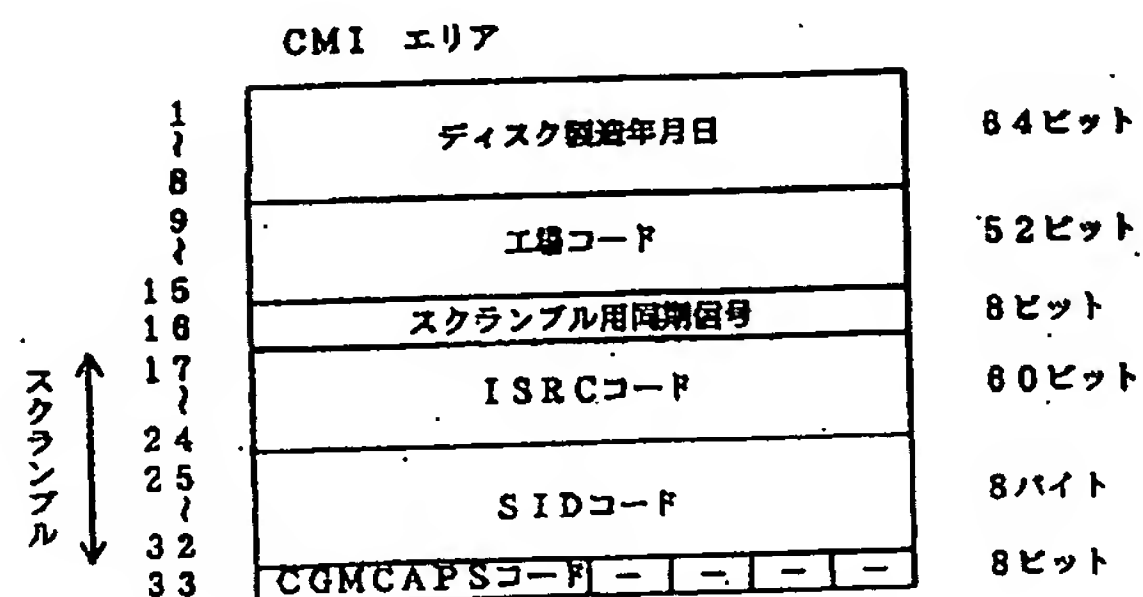 CMI エリア
1
~
8
ディスク製造年月日
64ビット
9
~
15
工場コード
52ビット
16
スクランブル用同期信号
8ビット
スクランブル
17
~
24
ISRCコード
60ビット
25
~
32
SIDコード
8バイト
33
CGMCAPSコード - - - -
8ビット